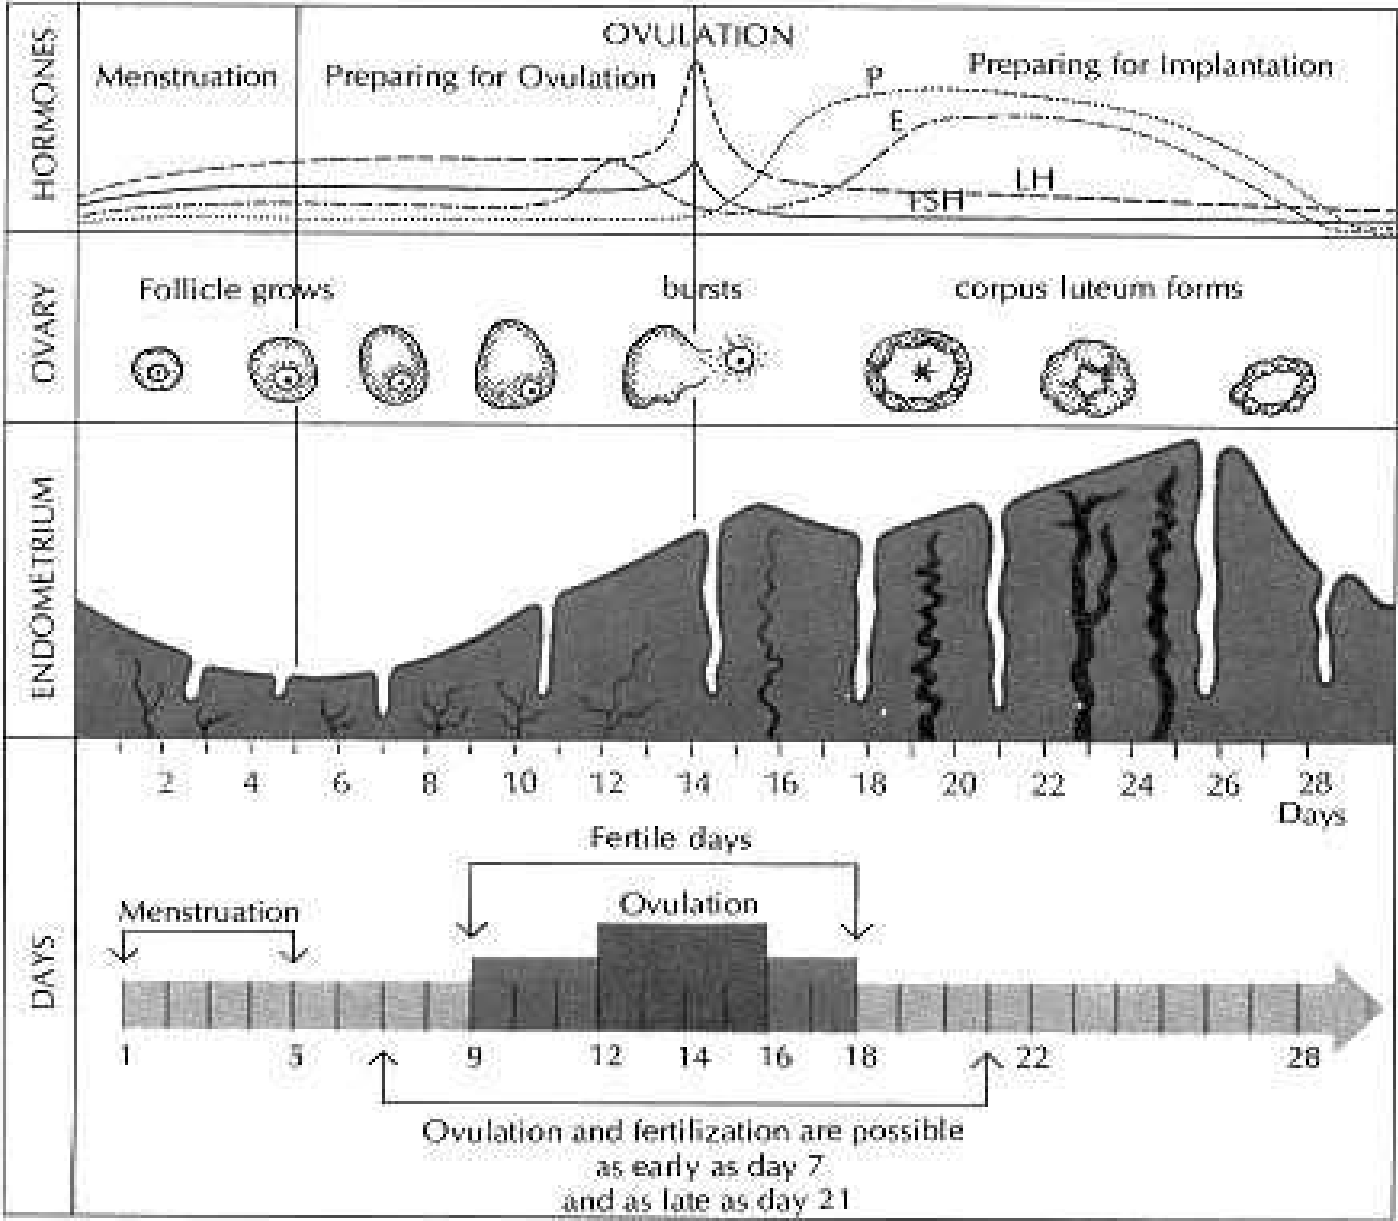 HORMONES
OVULATION
Menstruation
Preparing for Ovulation
Preparing for Implantation
P
E
LH
FSH
OVARY
Follicle grows
bursts
corpus luteum forms
ENDOMETRIUM
2 4 6 8 10 12 14 16 18 20 22 24 26 28
Days
DAYS
Fertile days
Menstruation
Ovulation
1 5 9 12 14 16 18 22 28
Ovulation and fertilization are possible
as early as day 7
and as late as day 21